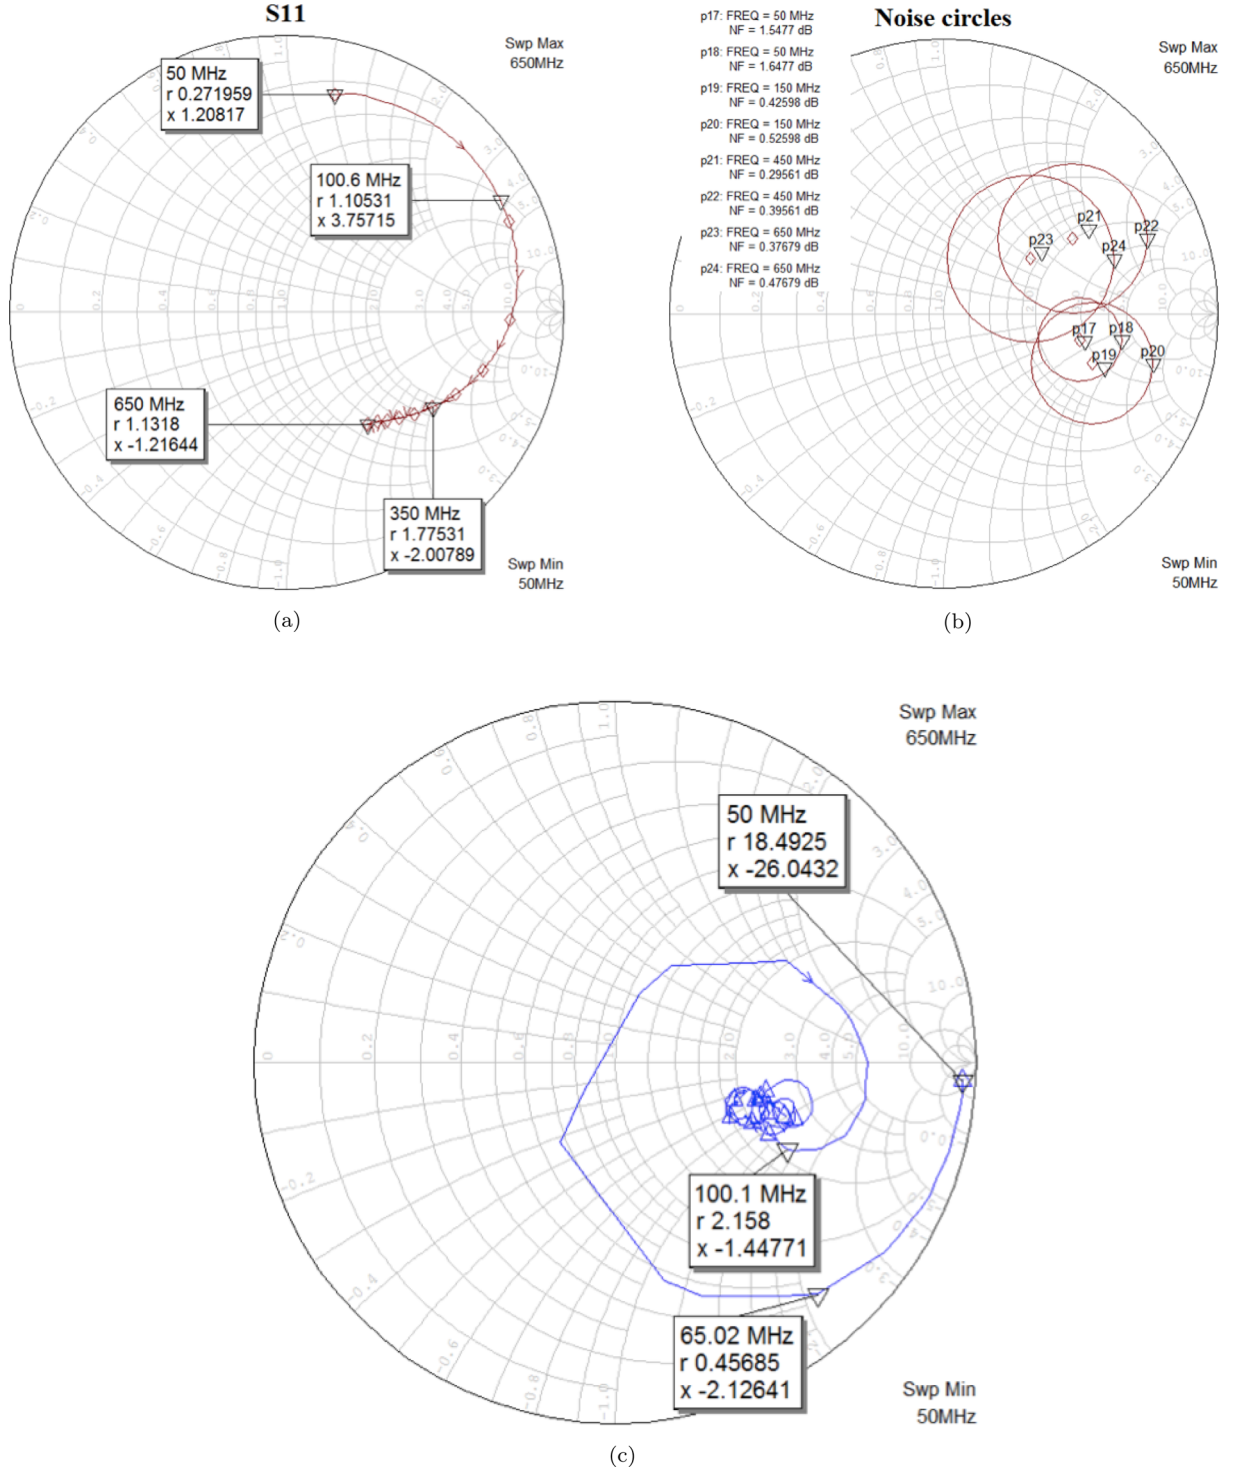 S11
Swp Max
650MHz
50 MHz
r 0.271959
x 1.20817
100.6 MHz
r 1.10531
x 3.75715
650 MHz
r 1.1318
x -1.21644
350 MHz
r 1.77531
x -2.00789
Swp Min
50MHz
(a)
Noise circles
p17: FREQ = 50 MHz
NF = 1.5477 dB
p18: FREQ = 50 MHz
NF = 1.6477 dB
p19: FREQ = 150 MHz
NF = 0.42598 dB
p20: FREQ = 150 MHz
NF = 0.52598 dB
p21: FREQ = 450 MHz
NF = 0.29561 dB
p22: FREQ = 450 MHz
NF = 0.39561 dB
p23: FREQ = 650 MHz
NF = 0.37679 dB
p24: FREQ = 650 MHz
NF = 0.47679 dB
Swp Max
650MHz
p21
p22
p23
p24
p17
p18
p19
p20
Swp Min
50MHz
(b)
Swp Max
650MHz
50 MHz
r 18.4925
x -26.0432
100.1 MHz
r 2.158
x -1.44771
65.02 MHz
r 0.45685
x -2.12641
Swp Min
50MHz
(c)